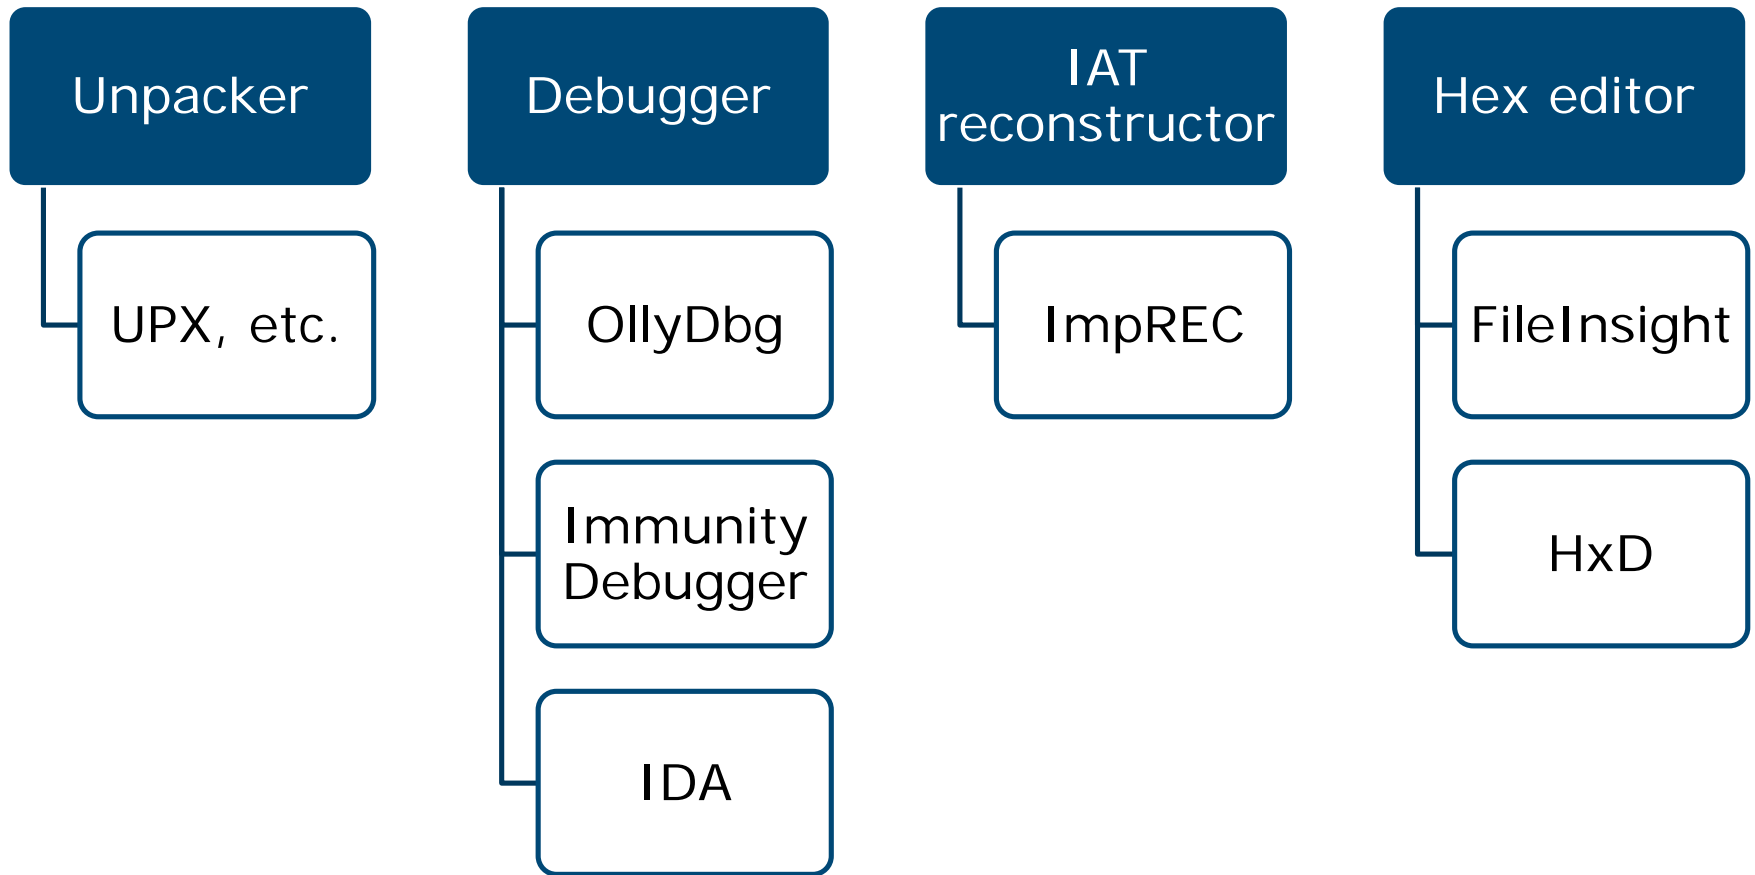 Unpacker
UPX, etc.
Debugger
OllyDbg
Immunity
Debugger
IDA
IAT
reconstructor
ImpREC
Hex editor
FileInsight
HxD